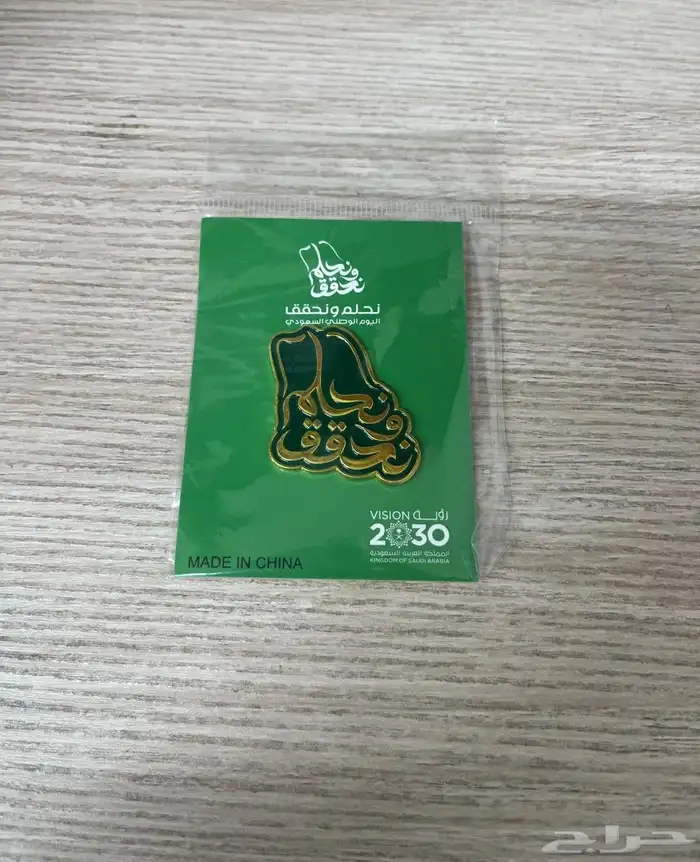 نحلم
ونحقق
نحلم ونحقق
اليوم الوطني السعودي
نحلم
ونحقق
VISION رؤيـــة
2030
المملكة العربية السعودية
KINGDOM OF SAUDI ARABIA
MADE IN CHINA
حراج